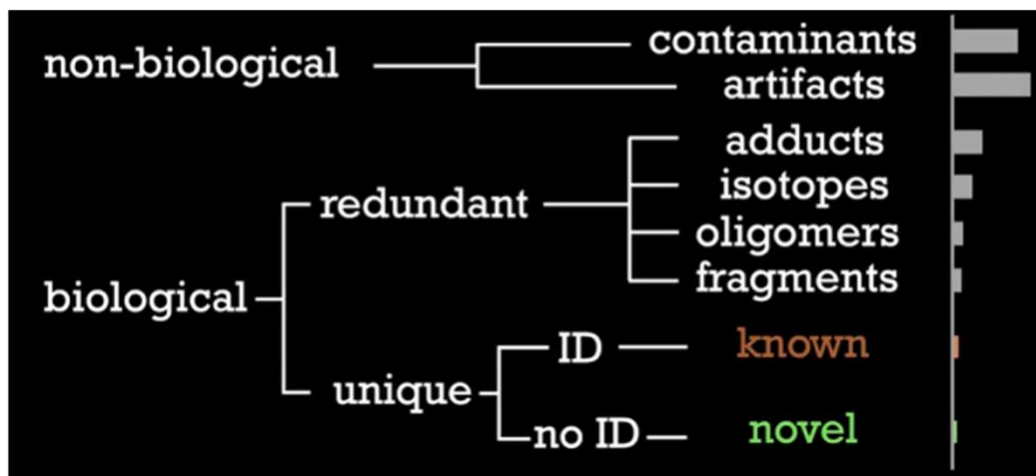 non-biological
contaminants
artifacts
biological
redundant
adducts
isotopes
oligomers
fragments
unique
ID
known
no ID
novel